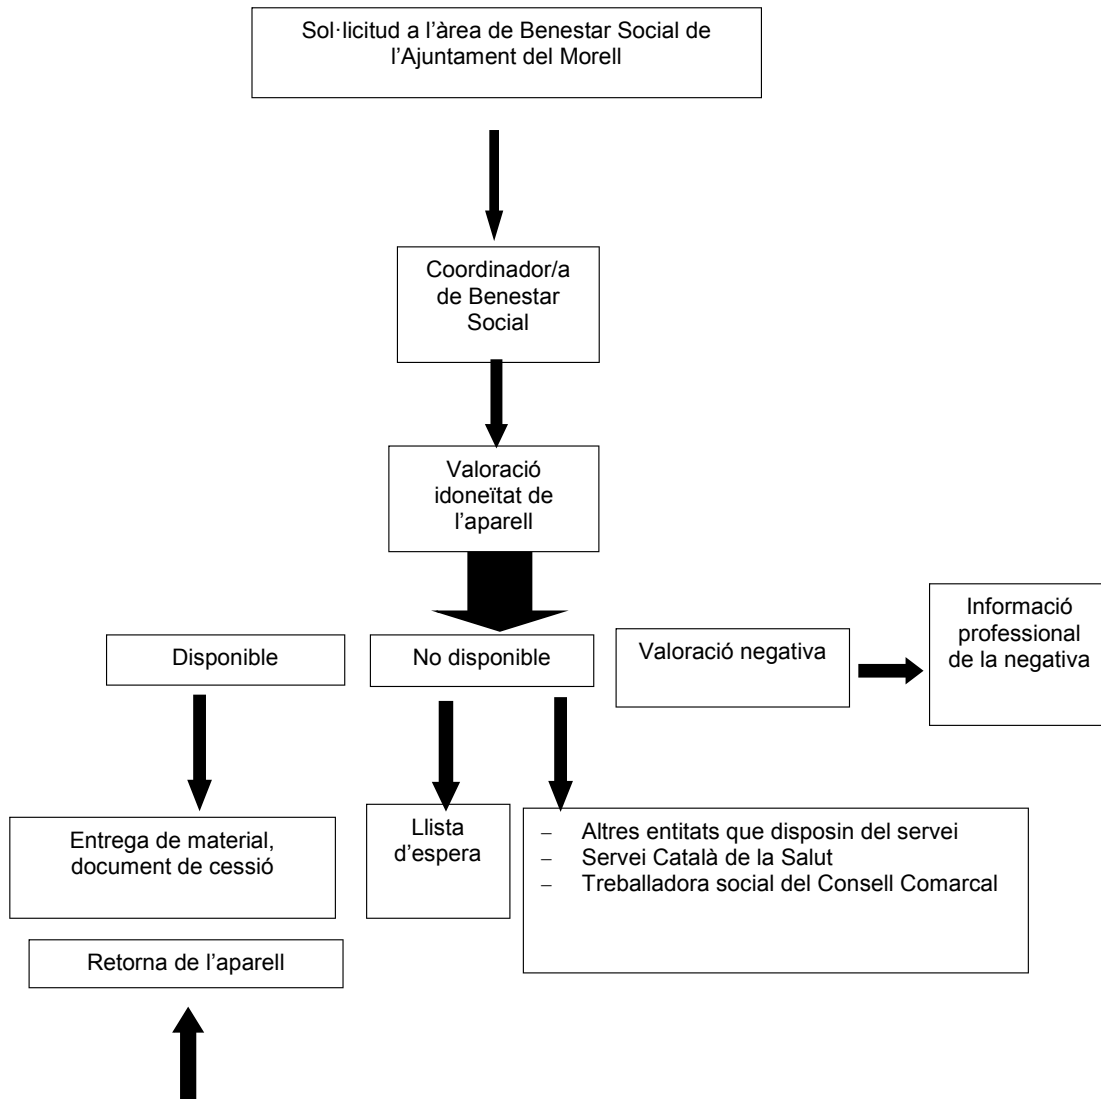 Sol·licitud a l’àrea de Benestar Social de
l’Ajuntament del Morell
Coordinador/a
de Benestar
Social
Valoració
idoneïtat de
l’aparell
Disponible
No disponible
Valoració negativa
Informació
professional
de la negativa
Entrega de material,
document de cessió
Llista
d’espera
– Altres entitats que disposin del servei
– Servei Català de la Salut
– Treballadora social del Consell Comarcal
Retorna de l’aparell